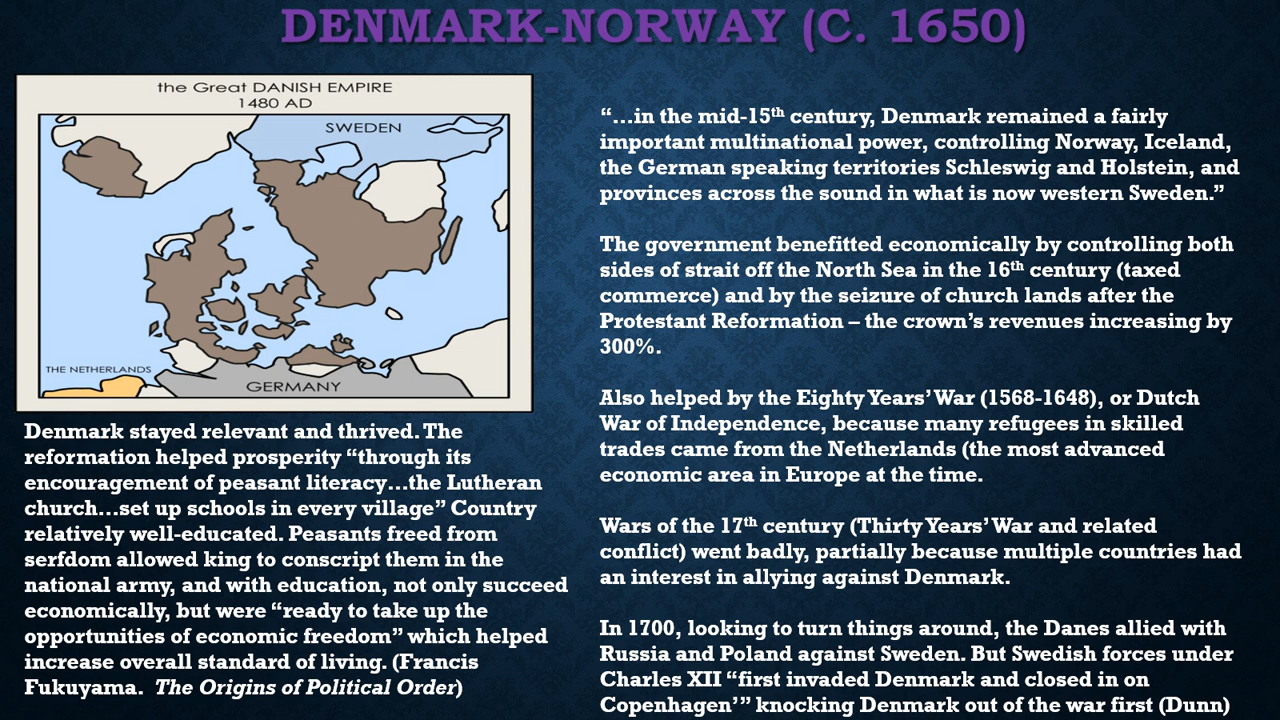 DENMARK-NORWAY (C. 1650)
the Great DANISH EMPIRE
1480 AD
SWEDEN
THE NETHERLANDS
GERMANY
Denmark stayed relevant and thrived. The
reformation helped prosperity “through its
encouragement of peasant literacy…the Lutheran
church…set up schools in every village” Country
relatively well-educated. Peasants freed from
serfdom allowed king to conscript them in the
national army, and with education, not only succeed
economically, but were “ready to take up the
opportunities of economic freedom” which helped
increase overall standard of living. (Francis
Fukuyama. The Origins of Political Order)
“…in the mid-15th century, Denmark remained a fairly
important multinational power, controlling Norway, Iceland,
the German speaking territories Schleswig and Holstein, and
provinces across the sound in what is now western Sweden.”
The government benefitted economically by controlling both
sides of strait off the North Sea in the 16th century (taxed
commerce) and by the seizure of church lands after the
Protestant Reformation – the crown’s revenues increasing by
300%.
Also helped by the Eighty Years’ War (1568-1648), or Dutch
War of Independence, because many refugees in skilled
trades came from the Netherlands (the most advanced
economic area in Europe at the time.
Wars of the 17th century (Thirty Years’ War and related
conflict) went badly, partially because multiple countries had
an interest in allying against Denmark.
In 1700, looking to turn things around, the Danes allied with
Russia and Poland against Sweden. But Swedish forces under
Charles XII “first invaded Denmark and closed in on
Copenhagen’” knocking Denmark out of the war first (Dunn)